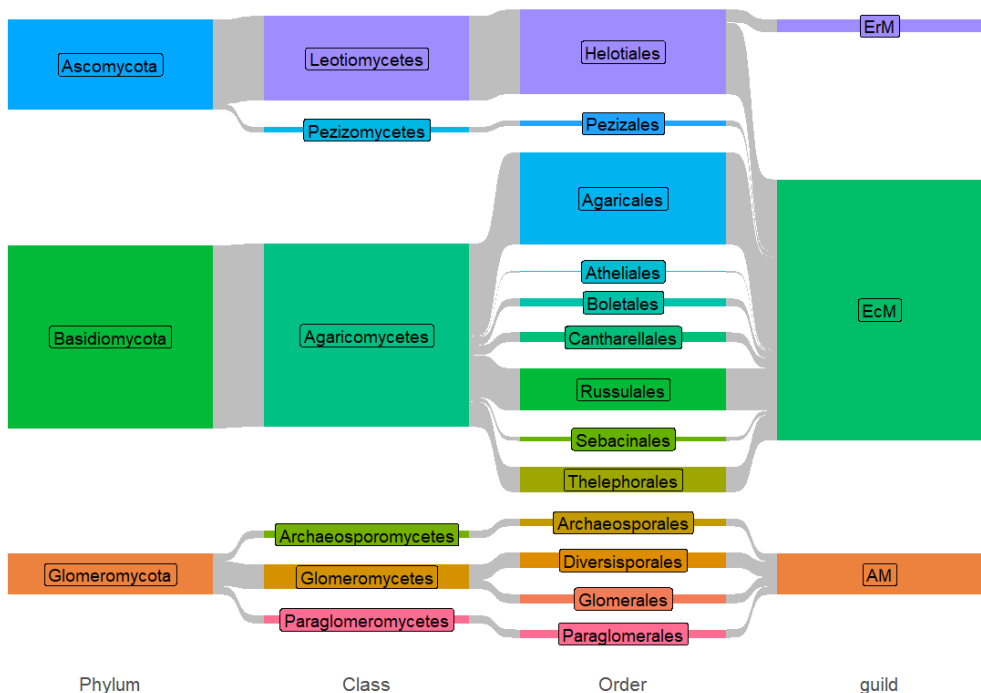 Ascomycota
Leotiomycetes
Helotiales
ErM
Pezizomycetes
Pezizales
Agaricales
Atheliales
Boletales
Cantharellales
Russulales
Sebacinales
Thelephorales
Basidiomycota
Agaricomycetes
EcM
Archaeosporomycetes
Archaeosporales
Glomeromycota
Glomeromycetes
Diversisporales
Glomerales
AM
Paraglomeromycetes
Paraglomerales
Phylum
Class
Order
guild